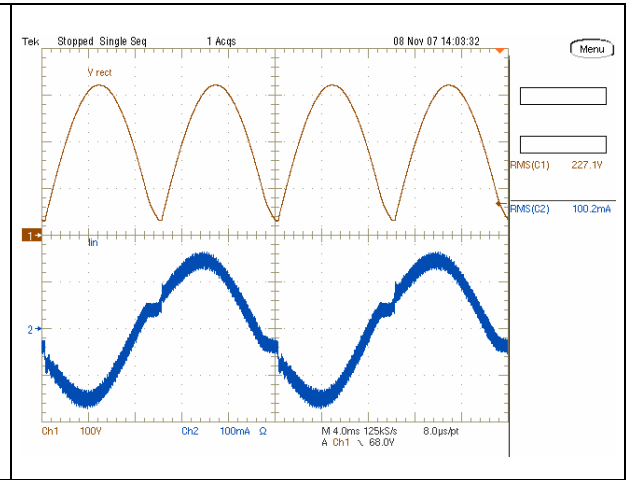 Tek Stopped Single Seq 1 Acqs 08 Nov 07 14:03:32
Menu
V rect
RMS(C1) 227.1V
RMS(C2) 100.2mA
1
Iin
2
Ch1 100V Ch2 100mA Ω M 4.0ms 125kS/s 8.0µs/pt
A Ch1 \ 68.0V